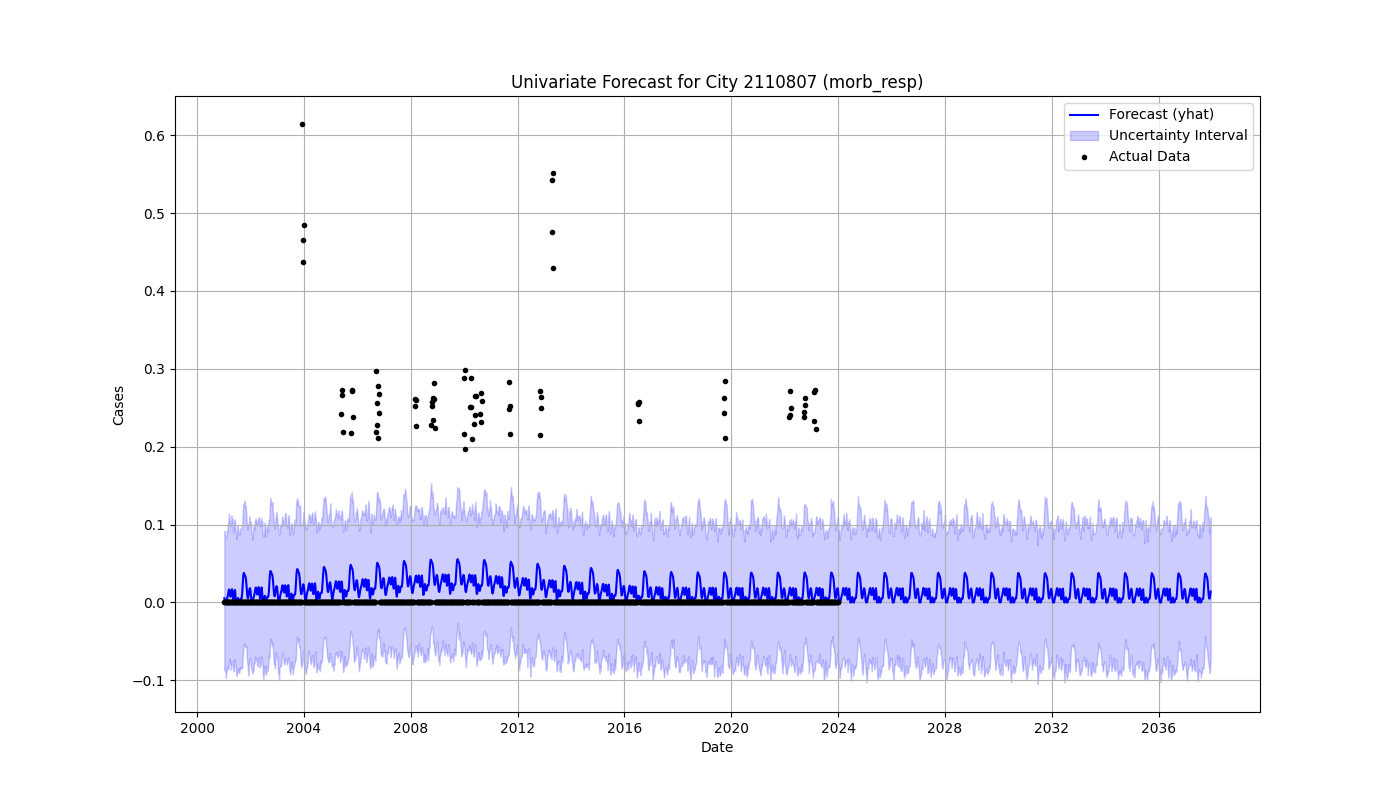 Univariate Forecast for City 2110807 (morb_resp)
Forecast (yhat)
Uncertainty Interval
Actual Data
Cases
0.6
0.5
0.4
0.3
0.2
0.1
0.0
−0.1
2000 2004 2008 2012 2016 2020 2024 2028 2032 2036
Date